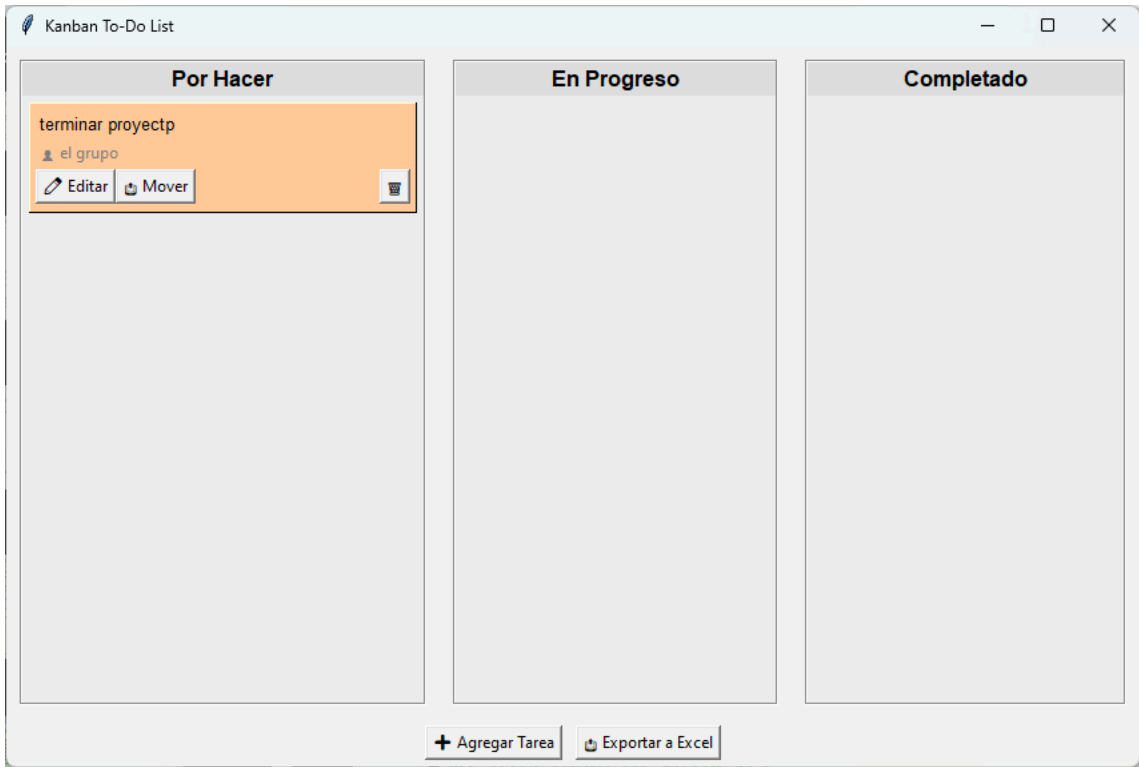 Kanban To-Do List
Por Hacer
En Progreso
Completado
terminar proyectp
el grupo
Editar
Mover
Agregar Tarea
Exportar a Excel